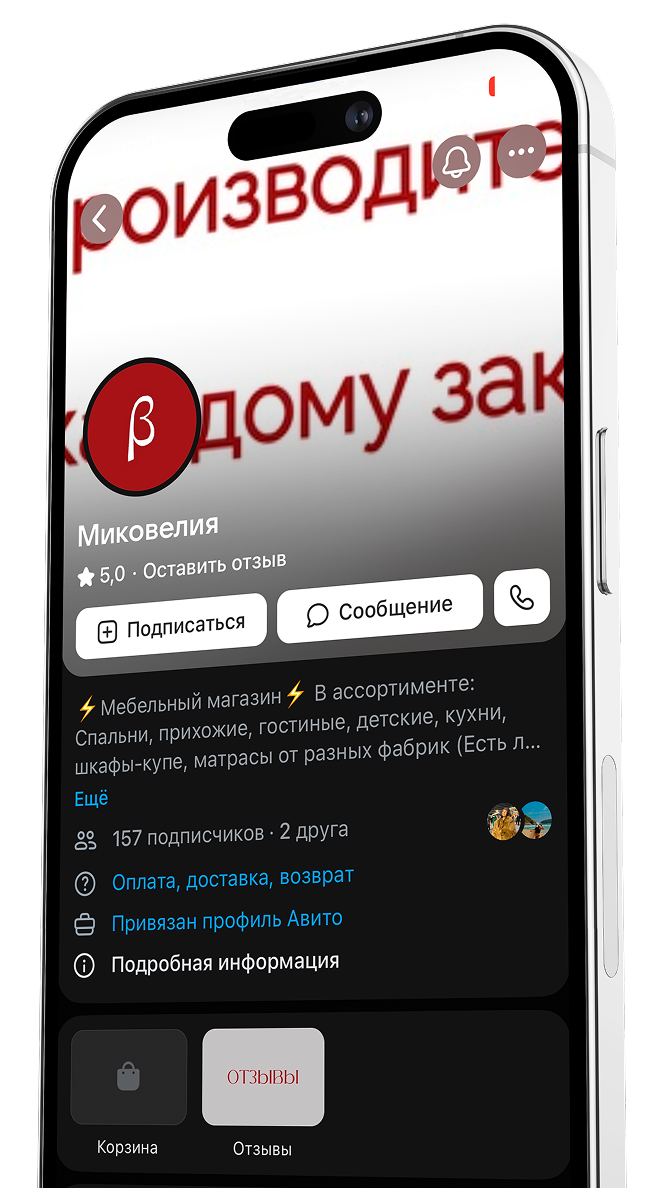 роизводите
дому зак
β
Миковелия
5,0 · Оставить отзыв
Подписаться
Сообщение
⚡Мебельный магазин⚡ В ассортименте:
Спальни, прихожие, гостиные, детские, кухни,
шкафы-купе, матрасы от разных фабрик (Есть л...
Ещё
157 подписчиков · 2 друга
Оплата, доставка, возврат
Привязан профиль Авито
Подробная информация
ОТЗЫВЫ
Корзина
Отзывы